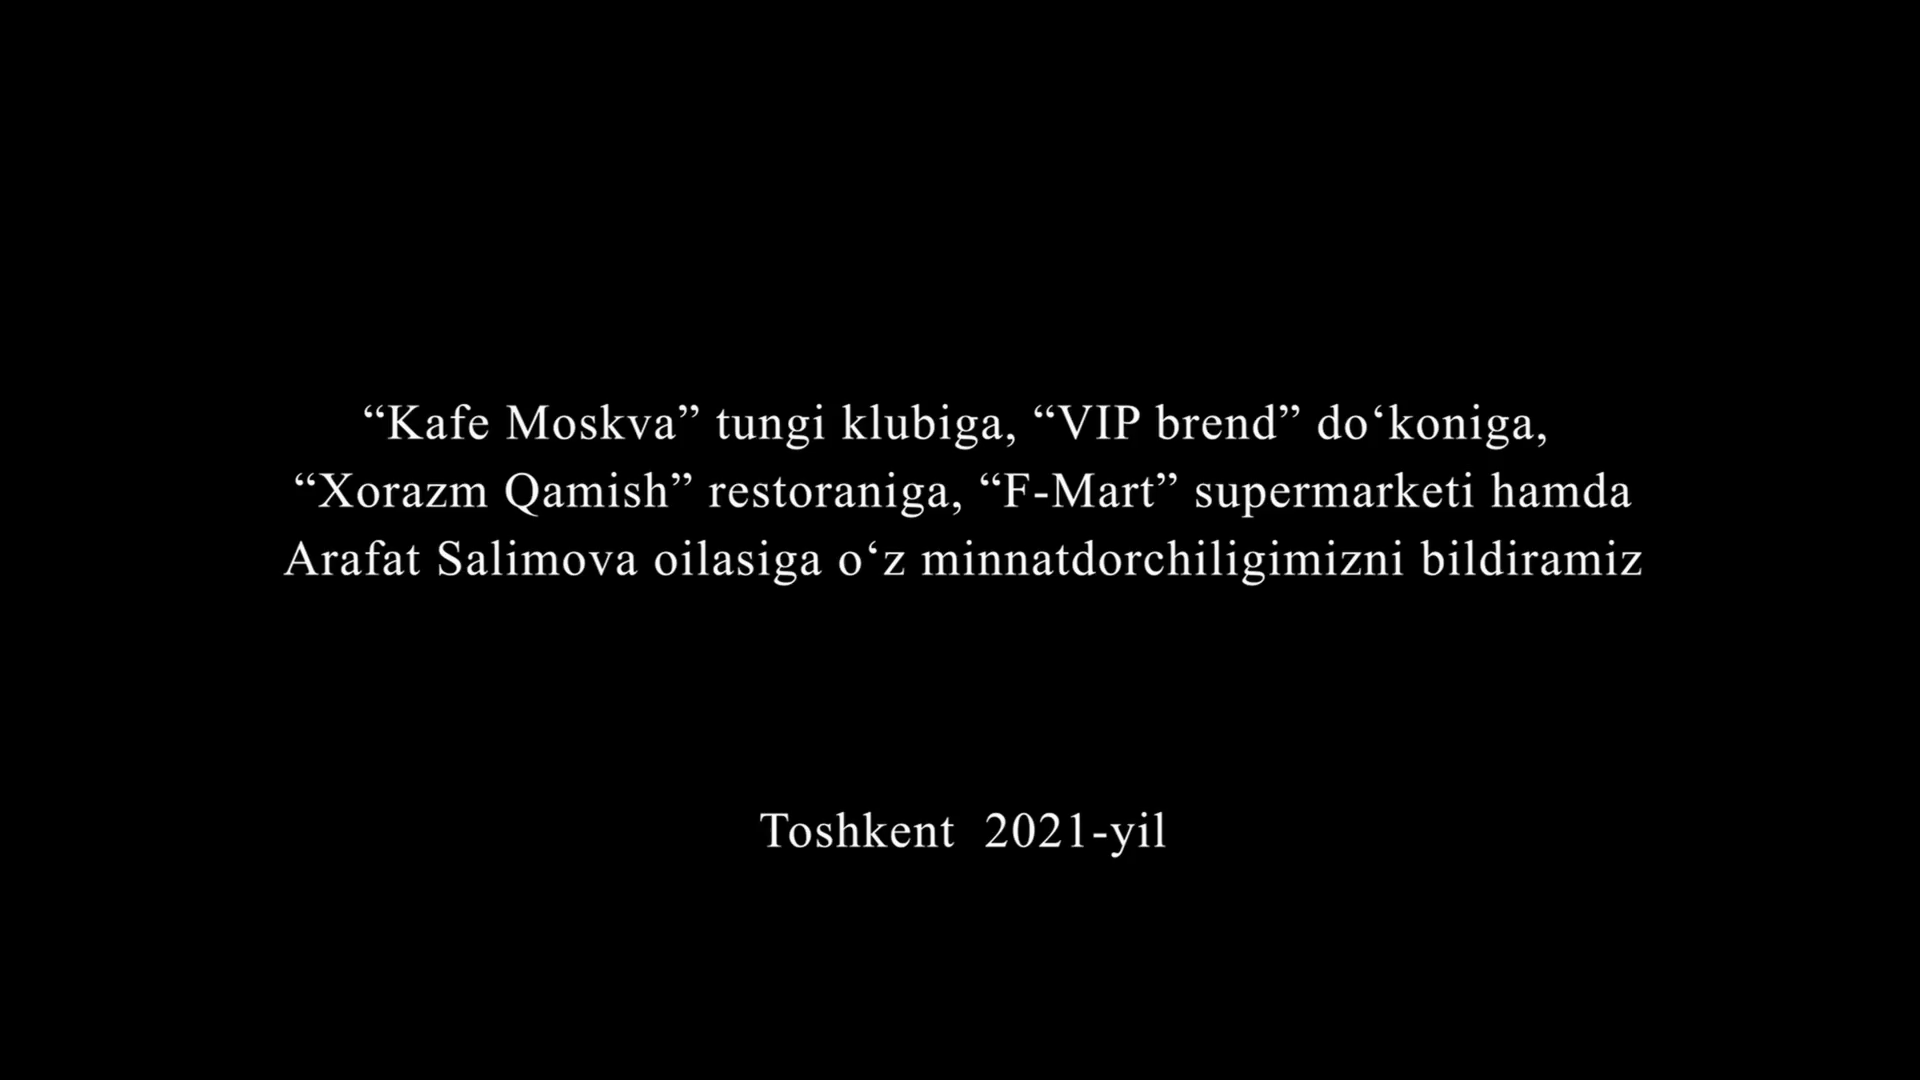 “Kafe Moskva” tungi klubiga, “VIP brend” do‘koniga,
“Xorazm Qamish” restoraniga, “F-Mart” supermarketi hamda
Arafat Salimova oilasiga o‘z minnatdorchiligimizni bildiramiz
Toshkent  2021-yil